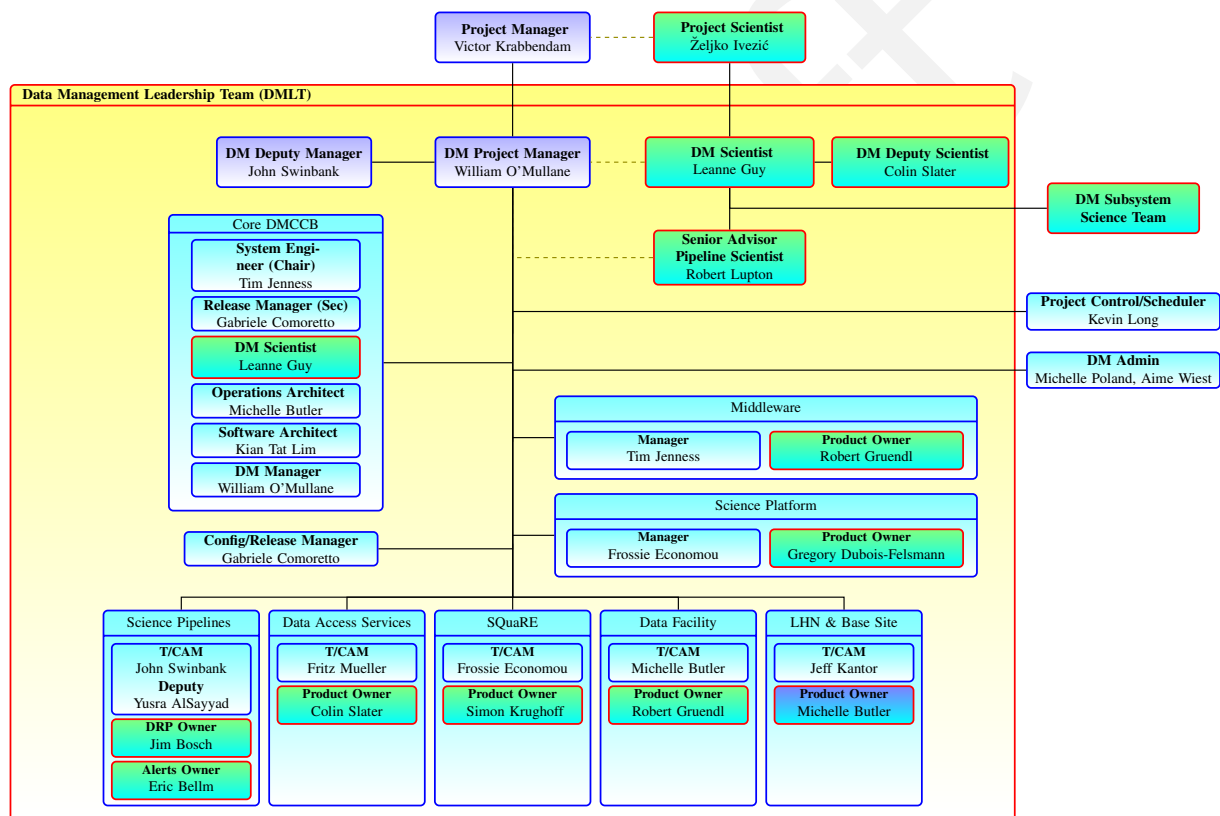 Project Manager
Victor Krabbendam
Project Scientist
Željko Ivezić
Data Management Leadership Team (DMLT)
DM Deputy Manager
John Swinbank
DM Project Manager
William O'Mullane
DM Scientist
Leanne Guy
DM Deputy Scientist
Colin Slater
DM Subsystem
Science Team
Senior Advisor
Pipeline Scientist
Robert Lupton
Core DMCCB
System Engi-
neer (Chair)
Tim Jenness
Release Manager (Sec)
Gabriele Comoretto
DM Scientist
Leanne Guy
Operations Architect
Michelle Butler
Software Architect
Kian Tat Lim
DM Manager
William O'Mullane
Project Control/Scheduler
Kevin Long
DM Admin
Michelle Poland, Aime Wiest
Middleware
Manager
Tim Jenness
Product Owner
Robert Gruendl
Science Platform
Manager
Frossie Economou
Product Owner
Gregory Dubois-Felsmann
Config/Release Manager
Gabriele Comoretto
Science Pipelines
T/CAM
John Swinbank
Deputy
Yusra AlSayyad
DRP Owner
Jim Bosch
Alerts Owner
Eric Bellm
Data Access Services
T/CAM
Fritz Mueller
Product Owner
Colin Slater
SQuaRE
T/CAM
Frossie Economou
Product Owner
Simon Krughoff
Data Facility
T/CAM
Michelle Butler
Product Owner
Robert Gruendl
LHN & Base Site
T/CAM
Jeff Kantor
Product Owner
Michelle Butler